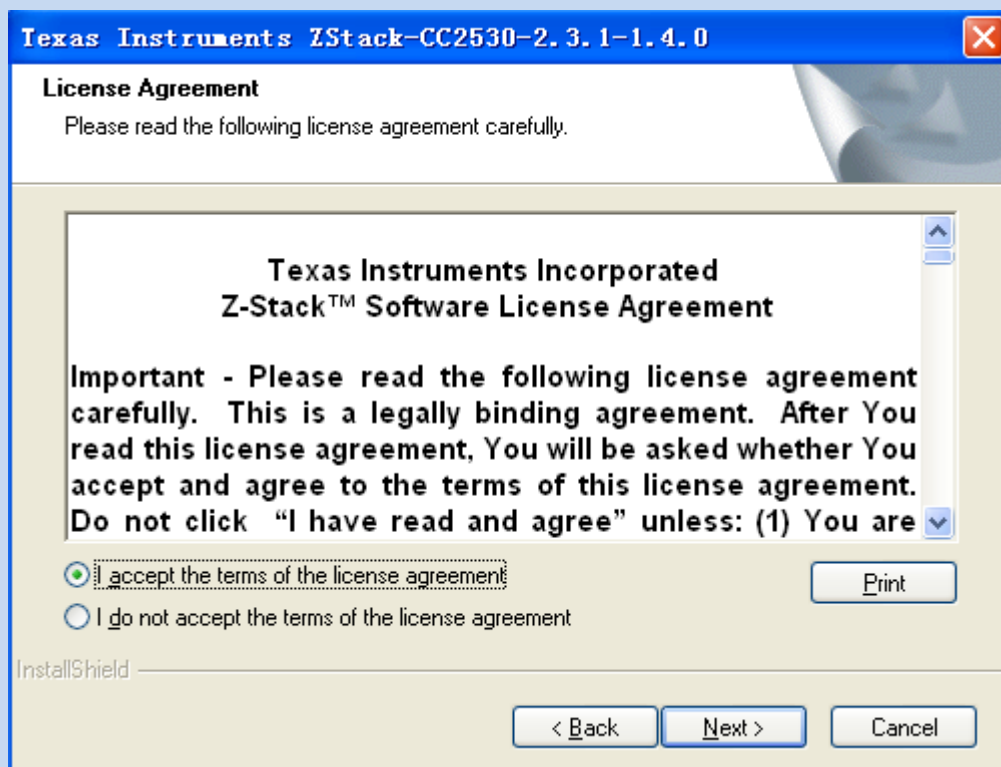 Texas Instruments ZStack-CC2530-2.3.1-1.4.0
License Agreement
Please read the following license agreement carefully.
Texas Instruments Incorporated
Z-Stack™ Software License Agreement
Important - Please read the following license agreement
carefully. This is a legally binding agreement. After You
read this license agreement, You will be asked whether You
accept and agree to the terms of this license agreement.
Do not click “I have read and agree” unless: (1) You are
I accept the terms of the license agreement
Print
I do not accept the terms of the license agreement
InstallShield
< Back
Next >
Cancel